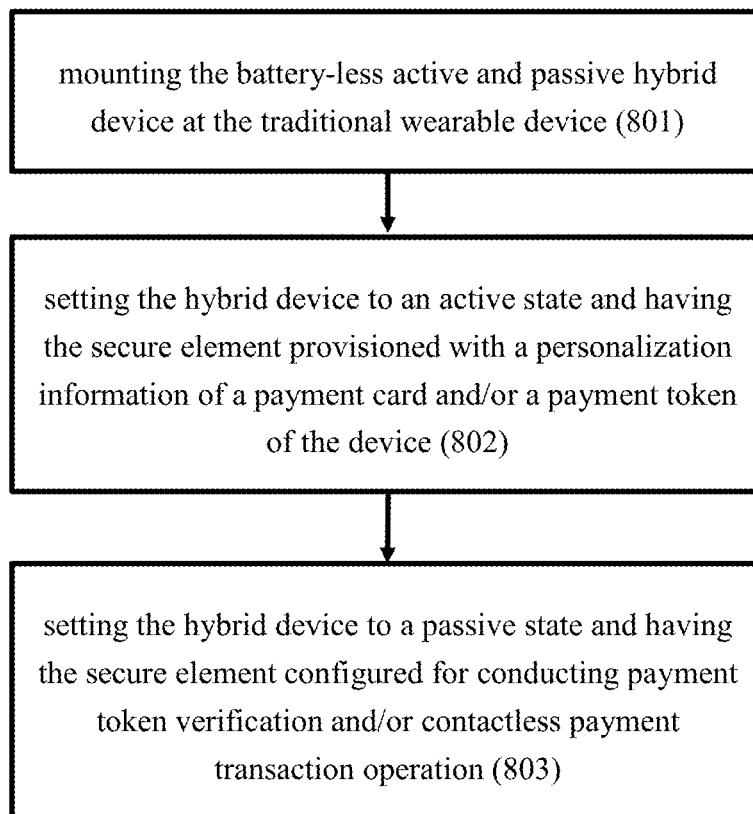 mounting the battery-less active and passive hybrid
device at the traditional wearable device (801)
setting the hybrid device to an active state and having
the secure element provisioned with a personalization
information of a payment card and/or a payment token
of the device (802)
setting the hybrid device to a passive state and having
the secure element configured for conducting payment
token verification and/or contactless payment
transaction operation (803)